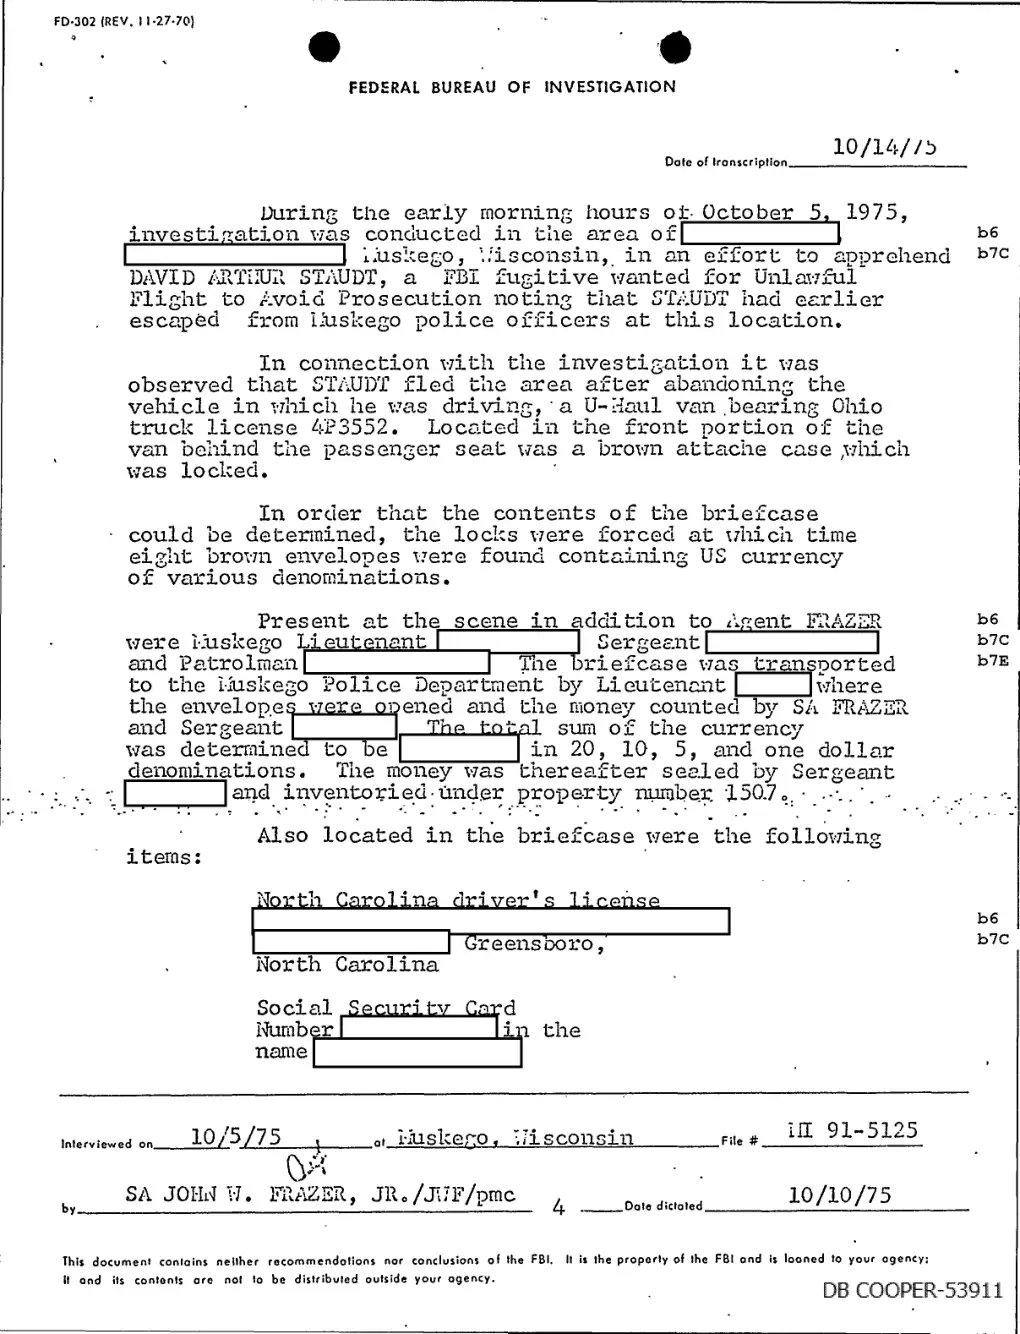 FD-302 (REV. 11-27-70)
FEDERAL BUREAU OF INVESTIGATION
Date of transcription 10/14/75
During the early morning hours of October 5, 1975,
investigation was conducted in the area of b6
Muskego, Wisconsin, in an effort to apprehend b7C
DAVID ARTHUR STAUDT, a FBI fugitive wanted for Unlawful
Flight to Avoid Prosecution noting that STAUDT had earlier
escaped from Muskego police officers at this location.
In connection with the investigation it was
observed that STAUDT fled the area after abandoning the
vehicle in which he was driving, a U-Haul van bearing Ohio
truck license 4P3552. Located in the front portion of the
van behind the passenger seat was a brown attache case which
was locked.
In order that the contents of the briefcase
could be determined, the locks were forced at which time
eight brown envelopes were found containing US currency
of various denominations.
Present at the scene in addition to Agent FRAZER b6
were Muskego Lieutenant Sergeant b7C
and Patrolman The briefcase was transported b7E
to the Muskego Police Department by Lieutenant where
the envelopes were opened and the money counted by SA FRAZER
and Sergeant The total sum of the currency
was determined to be in 20, 10, 5, and one dollar
denominations. The money was thereafter sealed by Sergeant
and inventoried under property number 1507.
Also located in the briefcase were the following
items:
North Carolina driver's license
b6
Greensboro, b7C
North Carolina
Social Security Card
Number in the
name
Interviewed on 10/5/75 at Muskego, Wisconsin File # MI 91-5125
by SA JOHN W. FRAZER, JR./JWF/pmc 4 Date dictated 10/10/75
This document contains neither recommendations nor conclusions of the FBI. It is the property of the FBI and is loaned to your agency;
it and its contents are not to be distributed outside your agency.
DB COOPER-53911